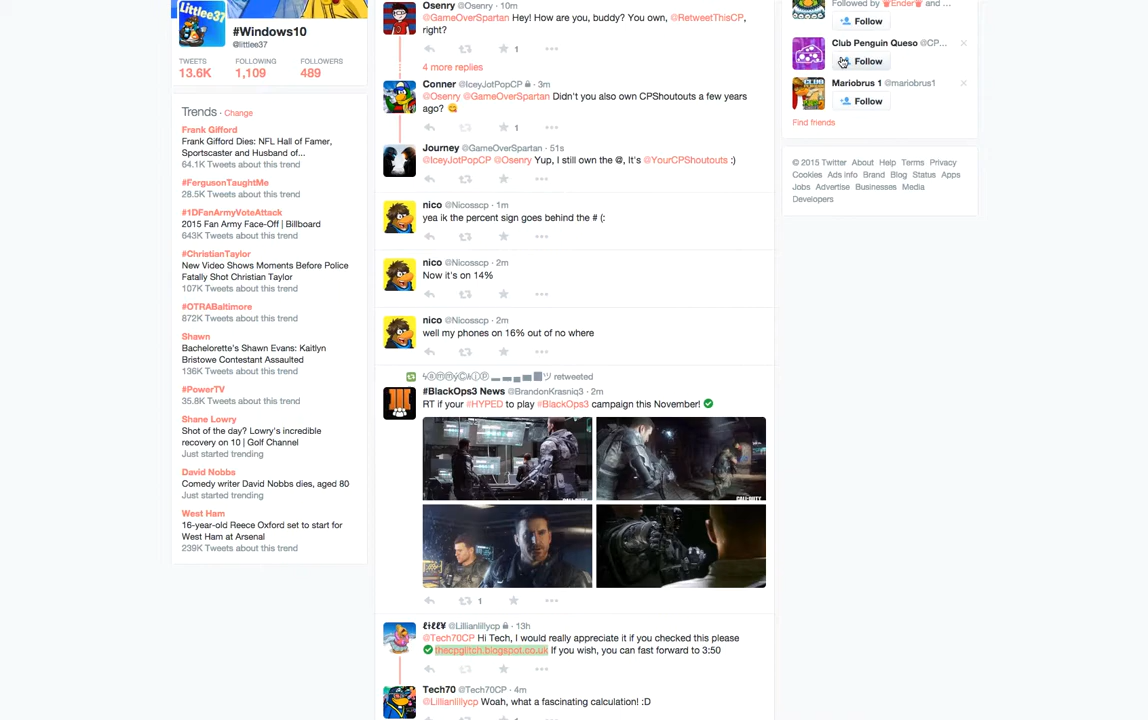 Littlee37
#Windows10
@littlee37
TWEETS FOLLOWING FOLLOWERS
13.6K 1,109 489
Trends · Change
Frank Gifford
Frank Gifford Dies: NFL Hall of Famer,
Sportscaster and Husband of...
64.1K Tweets about this trend
#FergusonTaughtMe
28.5K Tweets about this trend
#1DFanArmyVoteAttack
2015 Fan Army Face-Off | Billboard
643K Tweets about this trend
#ChristianTaylor
New Video Shows Moments Before Police
Fatally Shot Christian Taylor
107K Tweets about this trend
#OTRABaltimore
872K Tweets about this trend
Shawn
Bachelorette's Shawn Evans: Kaitlyn
Bristowe Contestant Assaulted
136K Tweets about this trend
#PowerTV
35.8K Tweets about this trend
Shane Lowry
Shot of the day? Lowry's incredible
recovery on 10 | Golf Channel
Just started trending
David Nobbs
Comedy writer David Nobbs dies, aged 80
Just started trending
West Ham
16-year-old Reece Oxford set to start for
West Ham at Arsenal
239K Tweets about this trend
Osenry @Osenry · 10m
@GameOverSpartan Hey! How are you, buddy? You own, @RetweetThisCP,
right?
1
4 more replies
Conner @IceyJotPopCP · 3m
@Osenry @GameOverSpartan Didn't you also own CPShoutouts a few years
ago? 😋
1
Journey @GameOverSpartan · 51s
@IceyJotPopCP @Osenry Yup, I still own the @, It's @YourCPShoutouts :)
nico @Nicosscp · 1m
yea ik the percent sign goes behind the # (:
nico @Nicosscp · 2m
Now it's on 14%
nico @Nicosscp · 2m
well my phones on 16% out of no where
retweeted
#BlackOps3 News @BrandonKrasniq3 · 2m
RT if your #HYPED to play #BlackOps3 campaign this November!
CALL OF DUTY
1
@Lillianlillycp · 13h
@Tech70CP Hi Tech, I would really appreciate it if you checked this please
thecpglitch.blogspot.co.uk If you wish, you can fast forward to 3:50
Tech70 @Tech70CP · 4m
@Lillianlillycp Woah, what a fascinating calculation! :D
Followed by Ender and ...
Follow
Club Penguin Queso @CP...
Follow
Mariobrus 1 @mariobrus1
Follow
Find friends
© 2015 Twitter About Help Terms Privacy
Cookies Ads info Brand Blog Status Apps
Jobs Advertise Businesses Media
Developers